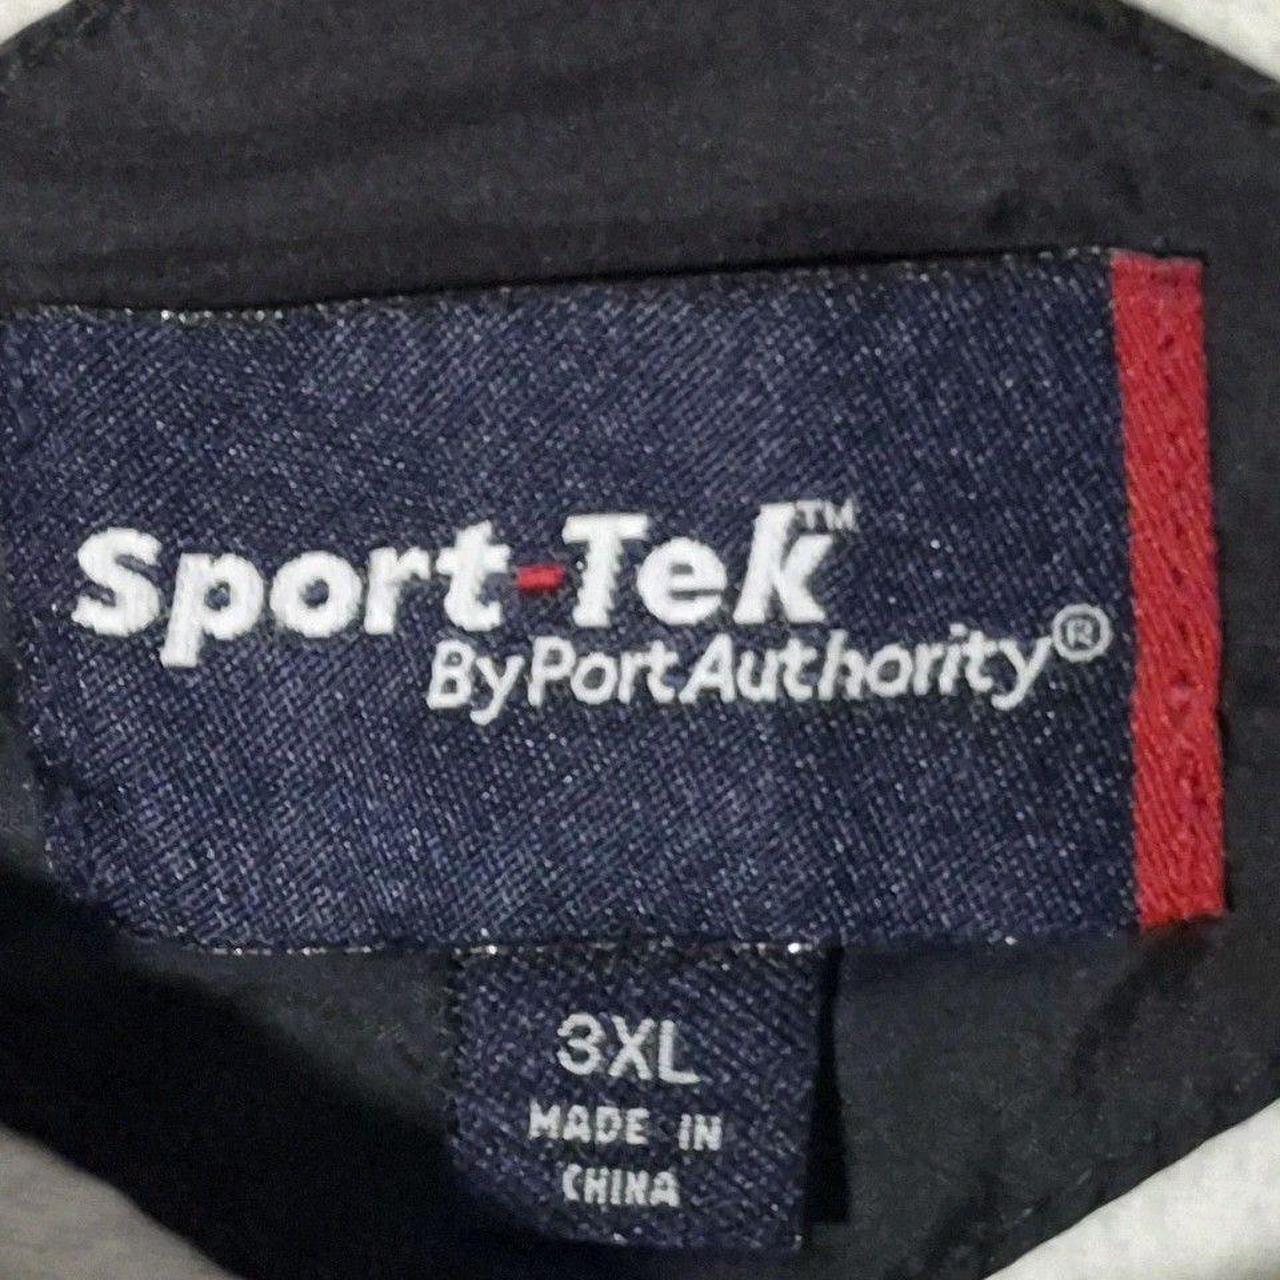 Sport-Tek™
By Port Authority®
3XL
MADE IN
CHINA